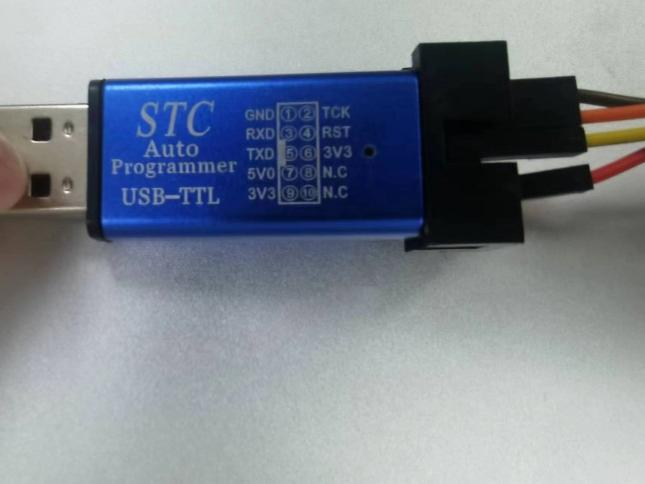 STC
Auto
Programmer
USB-TTL
GND ① ② TCK
RXD ③ ④ RST
TXD ⑤ ⑥ 3V3
5V0 ⑦ ⑧ N.C
3V3 ⑨ ⑩ N.C